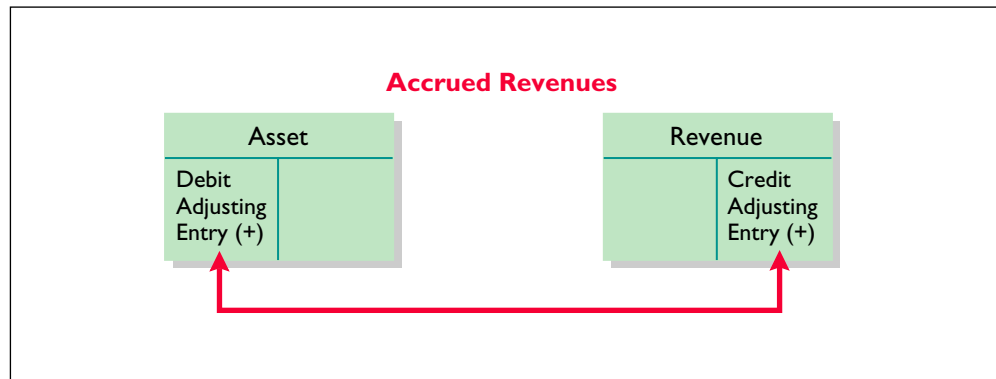 Accrued Revenues
Asset
Debit
Adjusting
Entry (+)
Revenue
Credit
Adjusting
Entry (+)